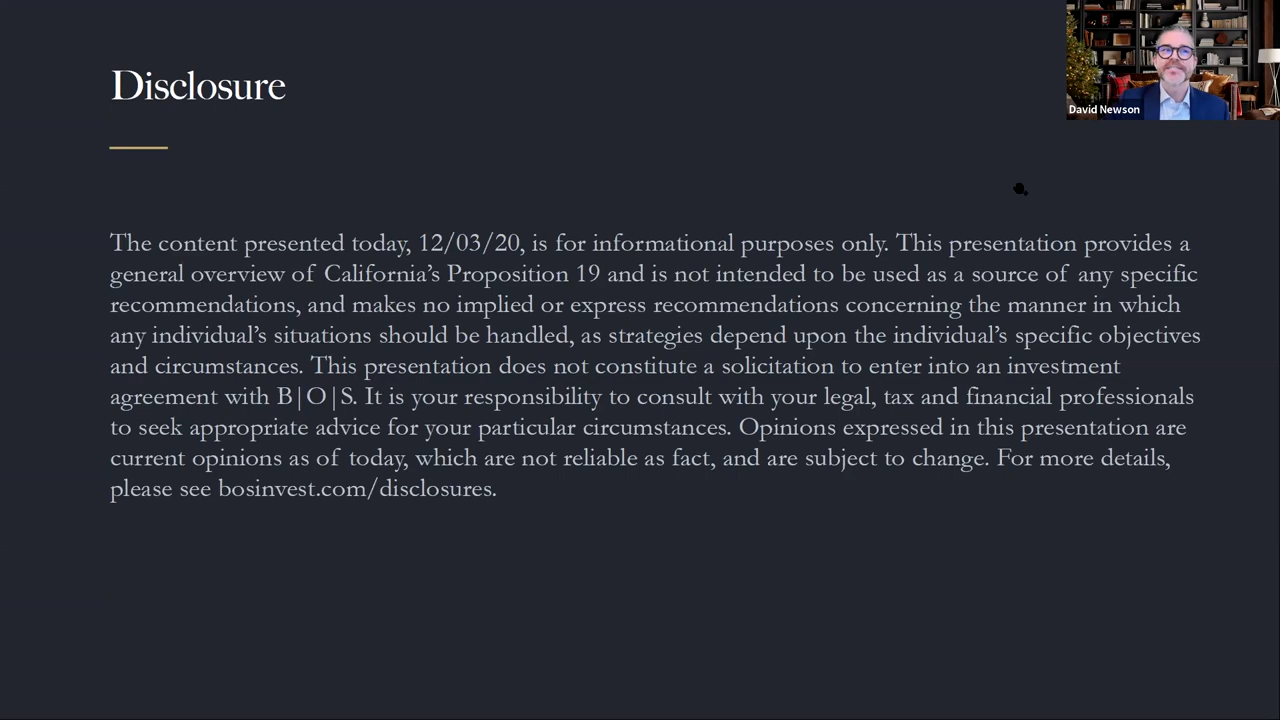 Disclosure
David Newson
The content presented today, 12/03/20, is for informational purposes only. This presentation provides a
general overview of California’s Proposition 19 and is not intended to be used as a source of any specific
recommendations, and makes no implied or express recommendations concerning the manner in which
any individual’s situations should be handled, as strategies depend upon the individual’s specific objectives
and circumstances. This presentation does not constitute a solicitation to enter into an investment
agreement with B|O|S. It is your responsibility to consult with your legal, tax and financial professionals
to seek appropriate advice for your particular circumstances. Opinions expressed in this presentation are
current opinions as of today, which are not reliable as fact, and are subject to change. For more details,
please see bosinvest.com/disclosures.